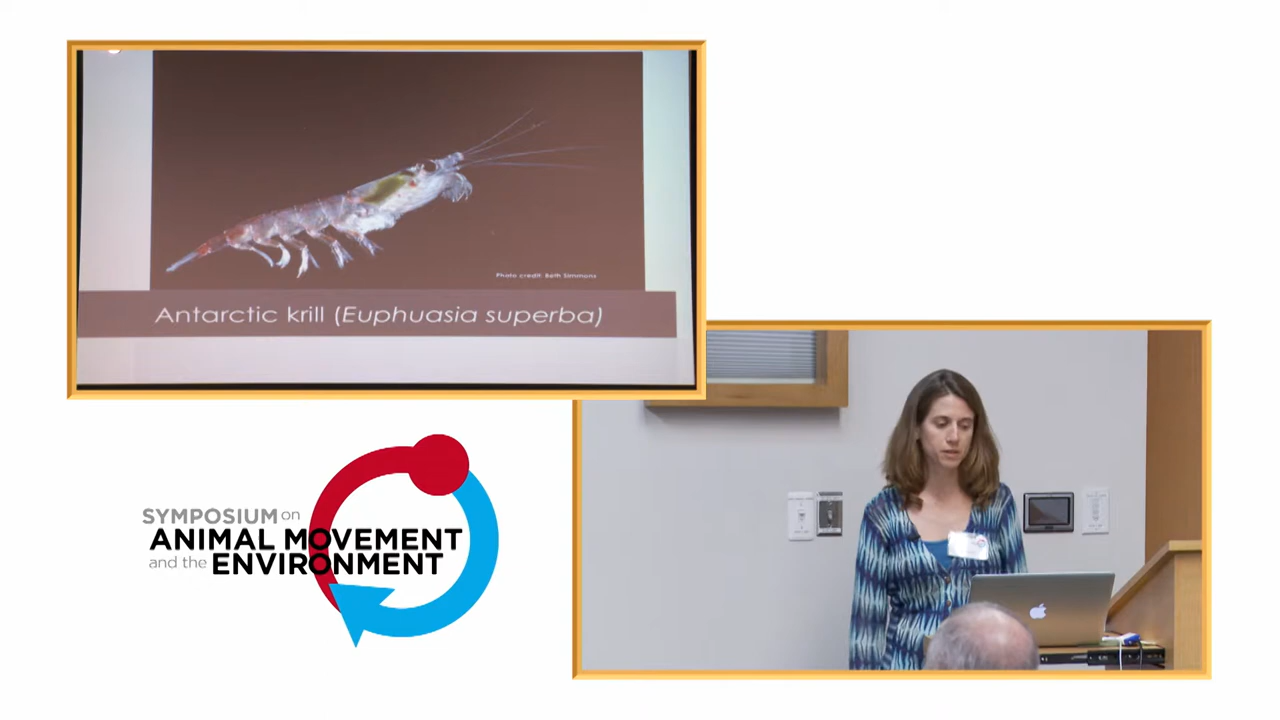 Photo credit: Beth Simmons
Antarctic krill (Euphuasia superba)
SYMPOSIUM on
ANIMAL MOVEMENT
and the ENVIRONMENT